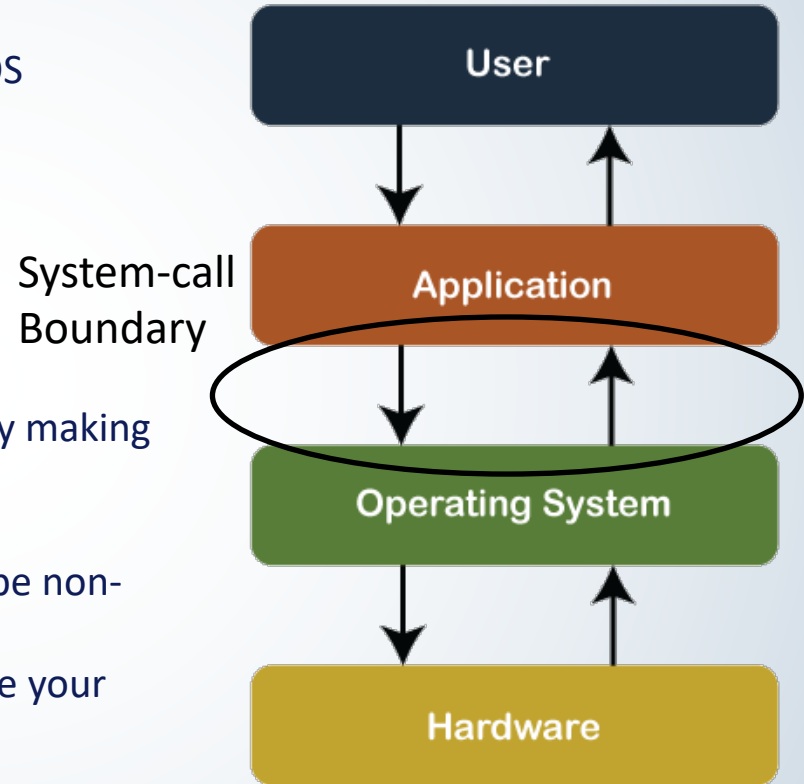 OS
User
System-call
Boundary
Application
y making
Operating System
be non-
e your
Hardware